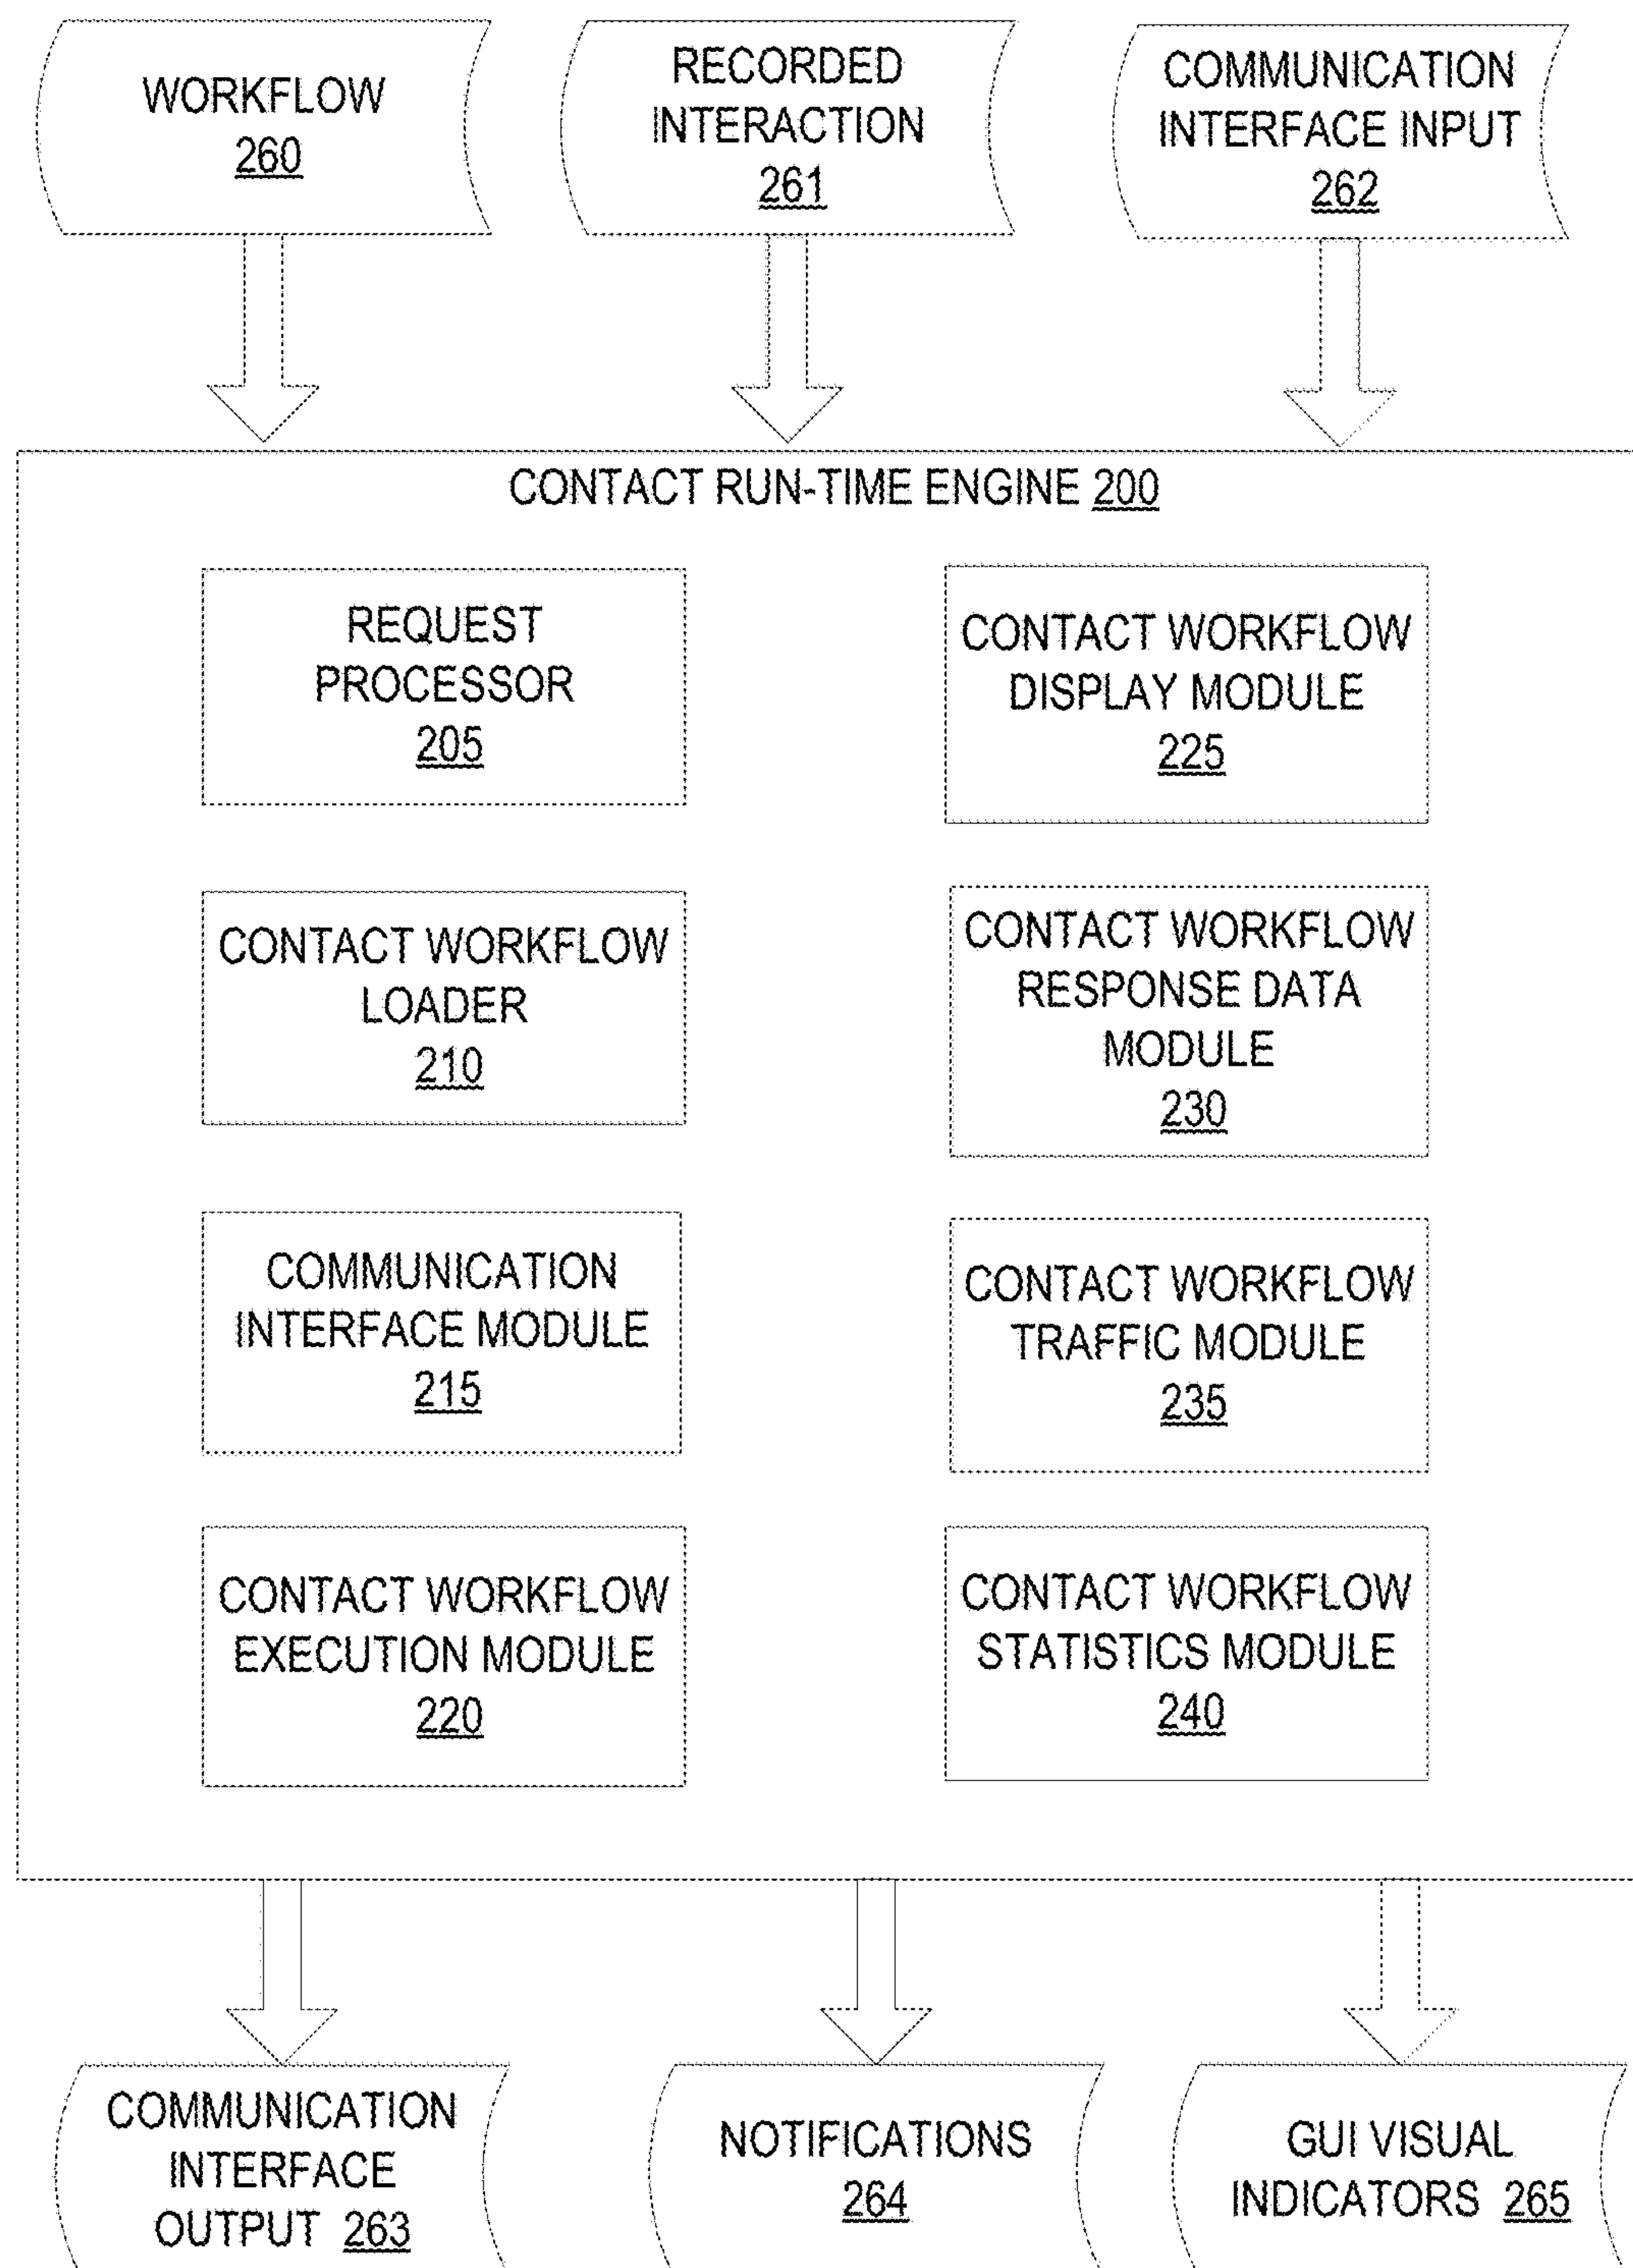 WORKFLOW
260
RECORDED
INTERACTION
261
COMMUNICATION
INTERFACE INPUT
262
CONTACT RUN-TIME ENGINE 200
REQUEST
PROCESSOR
205
CONTACT WORKFLOW
DISPLAY MODULE
225
CONTACT WORKFLOW
LOADER
210
CONTACT WORKFLOW
RESPONSE DATA
MODULE
230
COMMUNICATION
INTERFACE MODULE
215
CONTACT WORKFLOW
TRAFFIC MODULE
235
CONTACT WORKFLOW
EXECUTION MODULE
220
CONTACT WORKFLOW
STATISTICS MODULE
240
COMMUNICATION
INTERFACE
OUTPUT 263
NOTIFICATIONS
264
GUI VISUAL
INDICATORS 265